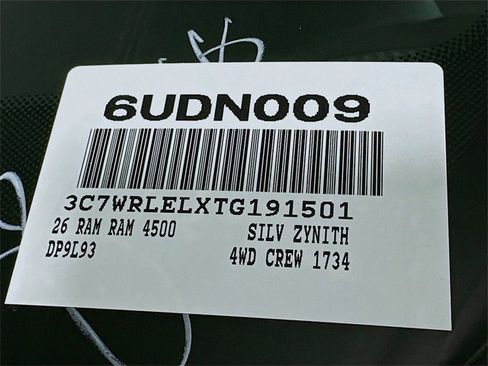 6UDN009
3C7WRLELXTG191501
26 RAM RAM 4500 SILV ZYNITH
DP9L93 4WD CREW 1734